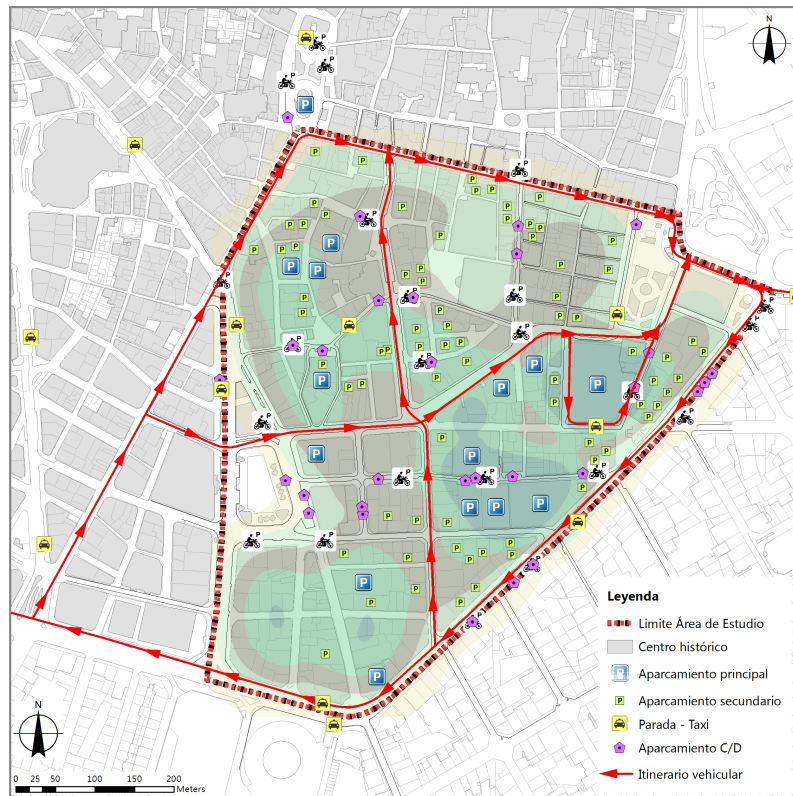 N
Leyenda
Limite Área de Estudio
Centro histórico
Aparcamiento principal
Aparcamiento secundario
Parada - Taxi
Aparcamiento C/D
Itinerario vehicular
N
0 25 50 100 150 200
Meters